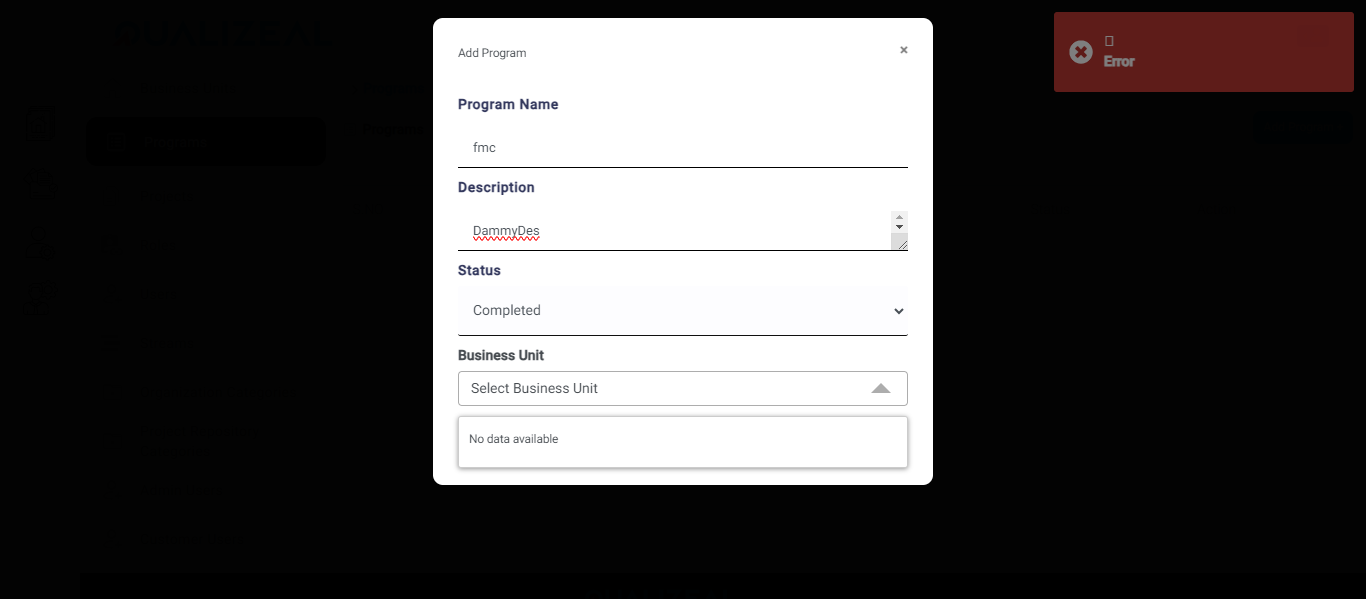 Add Program
×
Error
Program Name
fmc
Description
DammyDes
Status
Completed
Business Unit
Select Business Unit
No data available